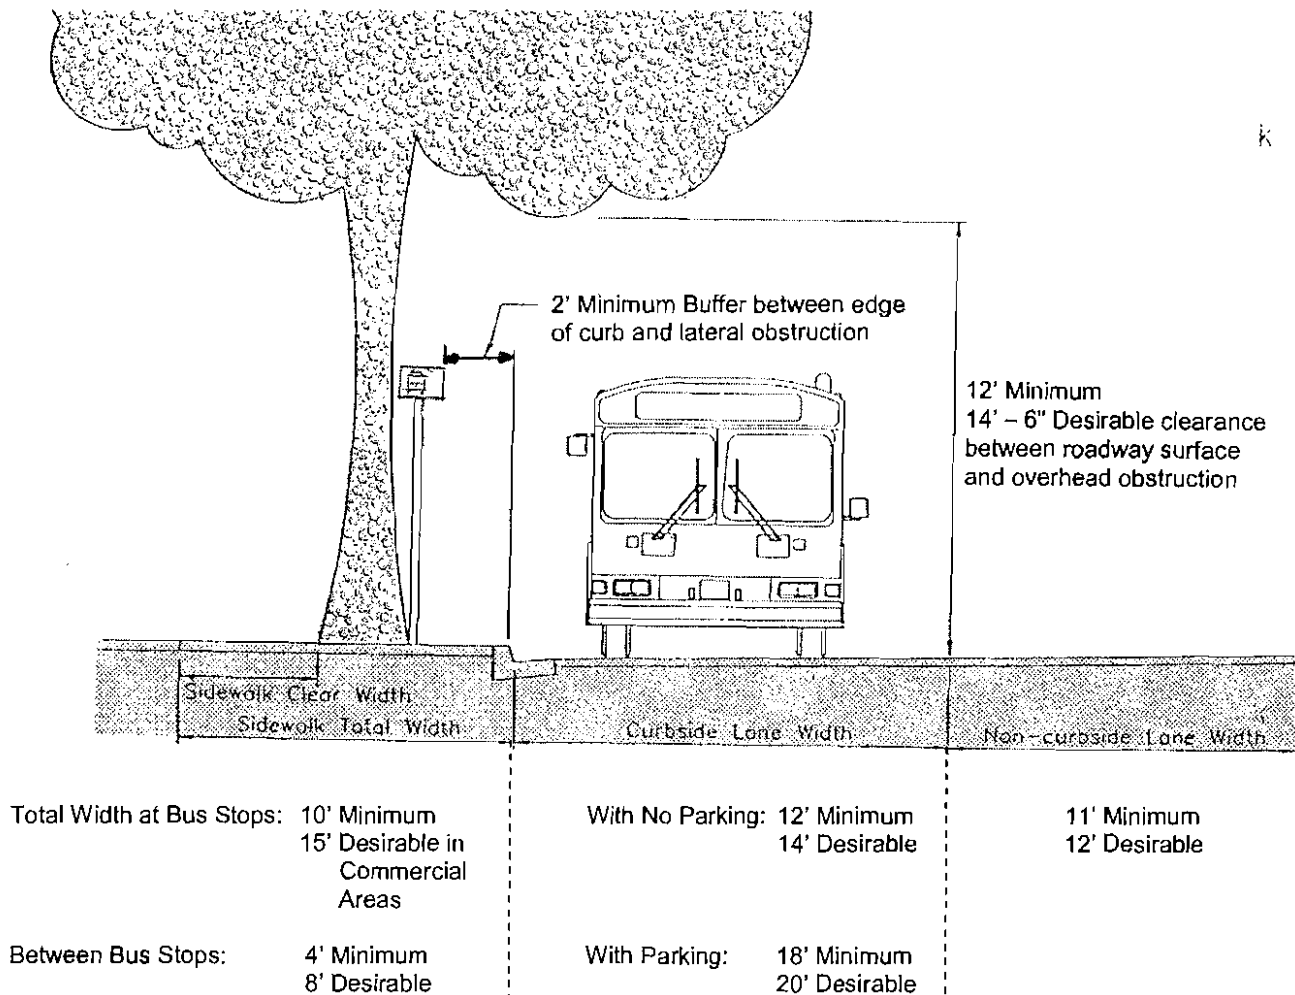 k
2' Minimum Buffer between edge
of curb and lateral obstruction
12' Minimum
14' – 6" Desirable clearance
between roadway surface
and overhead obstruction
Sidewalk Clear Width
Sidewalk Total Width
Curbside Lane Width
Non-curbside Lane Width
Total Width at Bus Stops: 10' Minimum
15' Desirable in
Commercial
Areas
With No Parking: 12' Minimum
14' Desirable
11' Minimum
12' Desirable
Between Bus Stops: 4' Minimum
8' Desirable
With Parking: 18' Minimum
20' Desirable